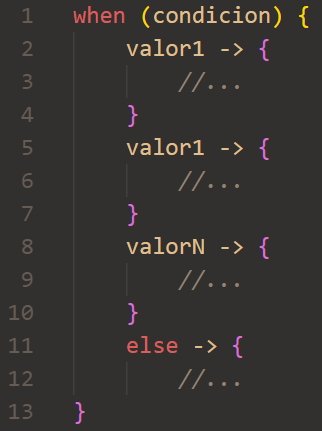 1 when (condicion) {
2     valor1 -> {
3         //...
4     }
5     valor1 -> {
6         //...
7     }
8     valorN -> {
9         //...
10     }
11     else -> {
12         //...
13 }